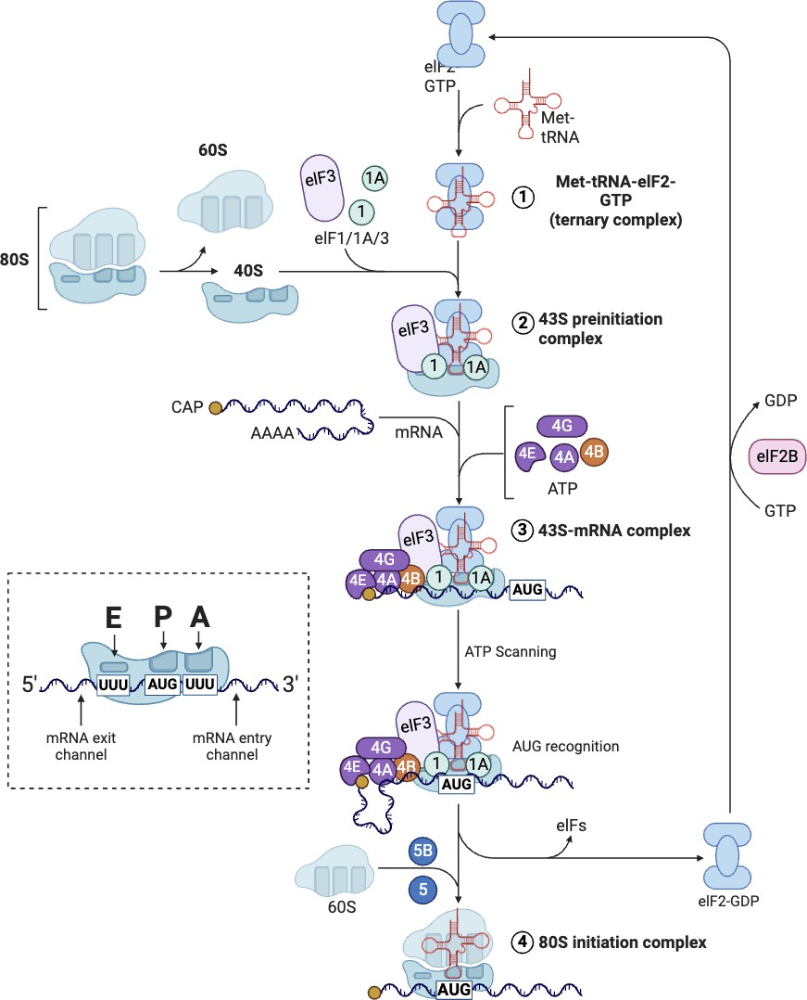 eIF2-
GTP
Met-
tRNA
60S
eIF3
1A
1
eIF1/1A/3
1
Met-tRNA-eIF2-
GTP
(ternary complex)
80S
40S
eIF3
1
1A
2
43S preinitiation
complex
CAP
AAAA
mRNA
4G
4E
4A
4B
ATP
GDP
eIF2B
GTP
3
43S-mRNA complex
eIF3
4G
4E
4A
4B
1
1A
AUG
E
P
A
5'
UUU
AUG
UUU
3'
mRNA exit
channel
mRNA entry
channel
ATP Scanning
eIF3
4G
4E
4A
4B
1
1A
AUG
AUG recognition
eIFs
5B
5
60S
eIF2-GDP
4
80S initiation complex
AUG